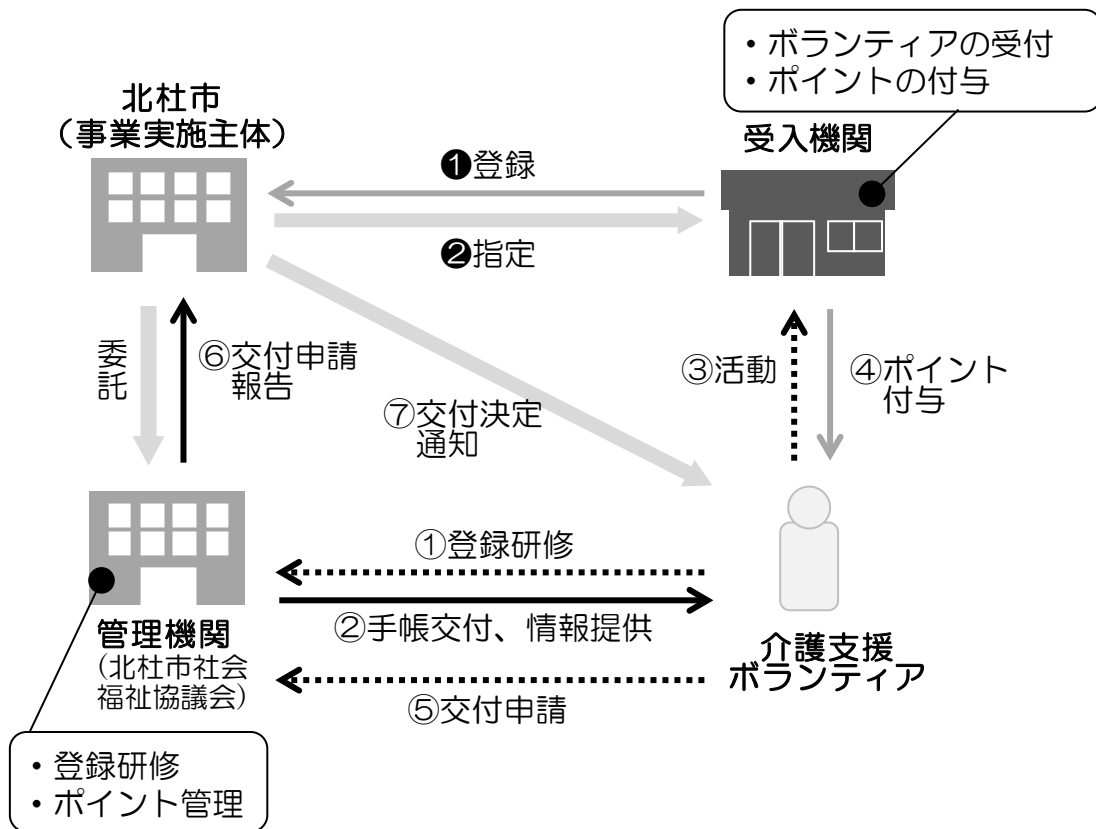 ・ボランティアの受付
・ポイントの付与
北杜市
（事業実施主体）
受入機関
❶登録
❷指定
委託
⑥交付申請
報告
⑦交付決定
通知
③活動
④ポイント
付与
①登録研修
②手帳交付、情報提供
⑤交付申請
管理機関
(北杜市社会
福祉協議会)
介護支援
ボランティア
・登録研修
・ポイント管理